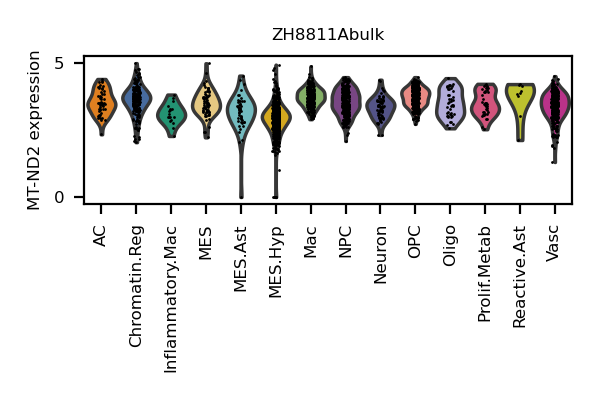 ZH8811Abulk
MT-ND2 expression
5
0
AC
Chromatin.Reg
Inflammatory.Mac
MES
MES.Ast
MES.Hyp
Mac
NPC
Neuron
OPC
Oligo
Prolif.Metab
Reactive.Ast
Vasc